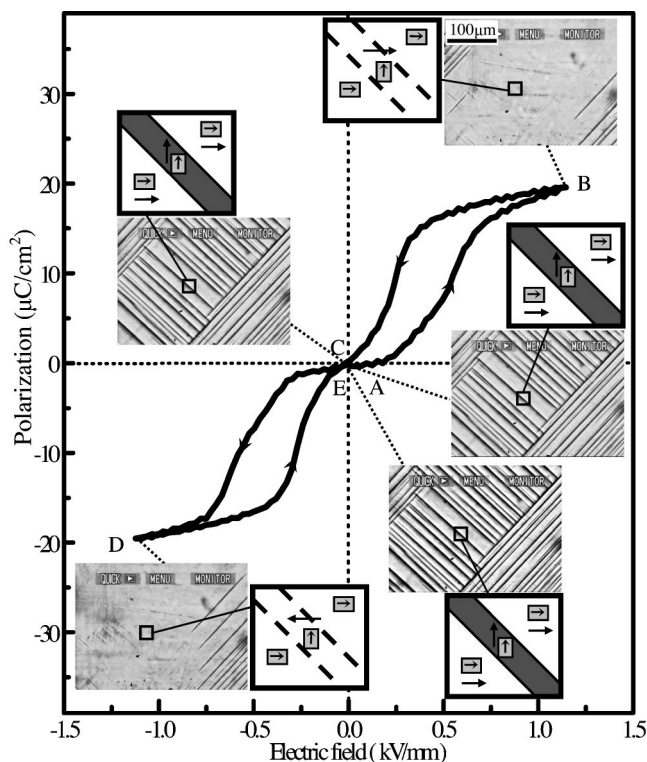 100μm
QUICK ▶ MENU MONITOR
30
20
B
QUICK ▶ MENU MONITOR
10
QUICK ▶ MENU MONITOR
C
0
E A
QUICK ▶ MENU MONITOR
-10
D
-20
QUICK ▶ MENU MONITOR
-30
-1.5 -1.0 -0.5 0.0 0.5 1.0 1.5
Electric field ( kV/mm)
Polarization (μC/cm²)